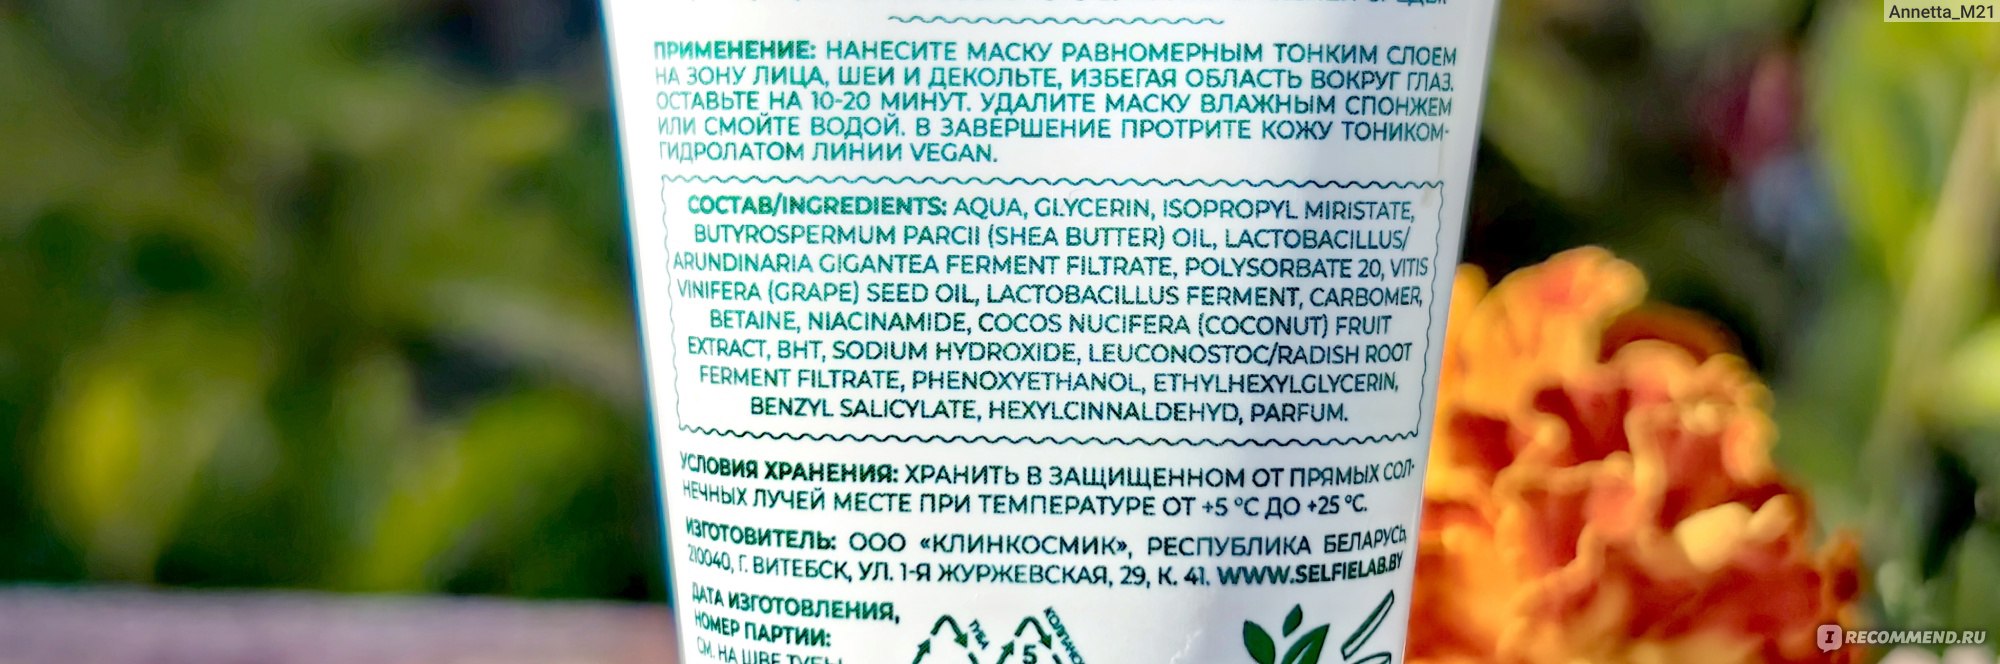 Annetta_M21
ПРИМЕНЕНИЕ: НАНЕСИТЕ МАСКУ РАВНОМЕРНЫМ ТОНКИМ СЛОЕМ
НА ЗОНУ ЛИЦА, ШЕИ И ДЕКОЛЬТЕ, ИЗБЕГАЯ ОБЛАСТЬ ВОКРУГ ГЛАЗ.
ОСТАВЬТЕ НА 10-20 МИНУТ. УДАЛИТЕ МАСКУ ВЛАЖНЫМ СПОНЖЕМ
ИЛИ СМОЙТЕ ВОДОЙ. В ЗАВЕРШЕНИЕ ПРОТРИТЕ КОЖУ ТОНИКОМ-
ГИДРОЛАТОМ ЛИНИИ VEGAN.
СОСТАВ/INGREDIENTS: AQUA, GLYCERIN, ISOPROPYL MIRISTATE,
BUTYROSPERMUM PARCII (SHEA BUTTER) OIL, LACTOBACILLUS/
ARUNDINARIA GIGANTEA FERMENT FILTRATE, POLYSORBATE 20, VITIS
VINIFERA (GRAPE) SEED OIL, LACTOBACILLUS FERMENT, CARBOMER,
BETAINE, NIACINAMIDE, COCOS NUCIFERA (COCONUT) FRUIT
EXTRACT, BHT, SODIUM HYDROXIDE, LEUCONOSTOC/RADISH ROOT
FERMENT FILTRATE, PHENOXYETHANOL, ETHYLHEXYLGLYCERIN,
BENZYL SALICYLATE, HEXYLCINNALDEHYD, PARFUM.
УСЛОВИЯ ХРАНЕНИЯ: ХРАНИТЬ В ЗАЩИЩЕННОМ ОТ ПРЯМЫХ СОЛ-
НЕЧНЫХ ЛУЧЕЙ МЕСТЕ ПРИ ТЕМПЕРАТУРЕ ОТ +5 °С ДО +25 °С.
ИЗГОТОВИТЕЛЬ: ООО «КЛИНКОСМИК», РЕСПУБЛИКА БЕЛАРУСЬ,
210040, Г. ВИТЕБСК, УЛ. 1-Я ЖУРЖЕВСКАЯ, 29, К. 41. WWW.SELFIELAB.BY
ДАТА ИЗГОТОВЛЕНИЯ,
НОМЕР ПАРТИИ:
СМ. НА ШВЕ ТУБЫ
ТУБА
КОЛПАЧОК
5
I RECOMMEND.RU